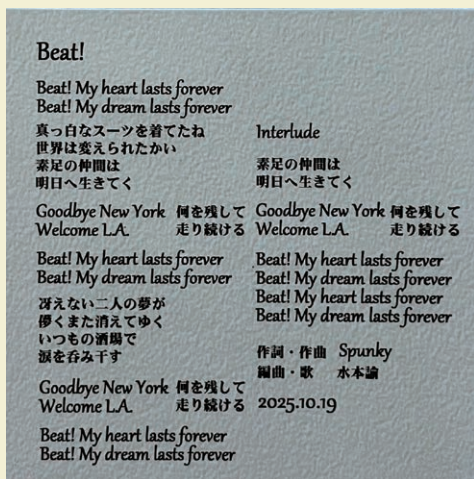 Beat!
Beat! My heart lasts forever
Beat! My dream lasts forever
真っ白なスーツを着てたね
世界は変えられたかい
素足の仲間は
明日へ生きてく
Goodbye New York 何を残して
Welcome L.A. 走り続ける
Beat! My heart lasts forever
Beat! My dream lasts forever
冴えない二人の夢が
儚くまた消えてゆく
いつもの酒場で
涙を呑み干す
Goodbye New York 何を残して
Welcome L.A. 走り続ける
Beat! My heart lasts forever
Beat! My dream lasts forever
Interlude
素足の仲間は
明日へ生きてく
Goodbye New York 何を残して
Welcome L.A. 走り続ける
Beat! My heart lasts forever
Beat! My dream lasts forever
Beat! My heart lasts forever
Beat! My dream lasts forever
作詞・作曲 Spunky
編曲・歌 水本諭
2025.10.19